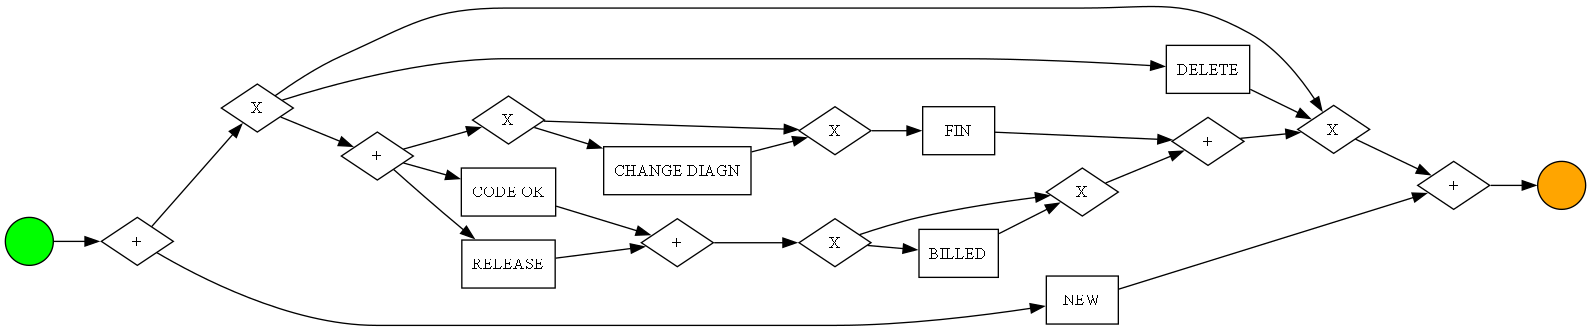 DELETE
X
X
X
FIN
X
+
+
CHANGE DIAGN
CODE OK
X
+
+
+
X
BILLED
RELEASE
NEW